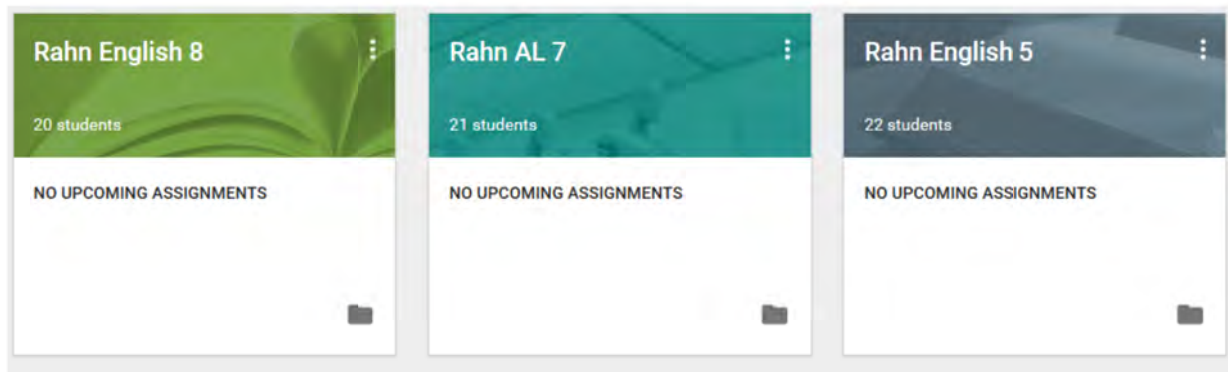 Rahn English 8
20 students
NO UPCOMING ASSIGNMENTS
Rahn AL 7
21 students
NO UPCOMING ASSIGNMENTS
Rahn English 5
22 students
NO UPCOMING ASSIGNMENTS